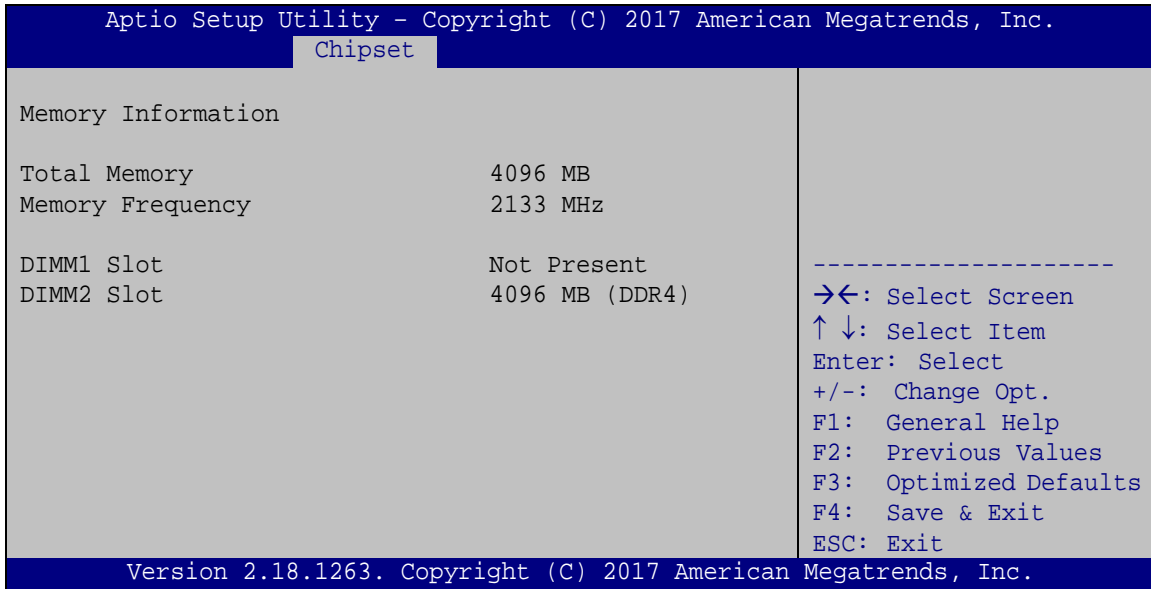 Aptio Setup Utility – Copyright (C) 2017 American Megatrends, Inc.
Chipset
Memory Information
Total Memory 4096 MB
Memory Frequency 2133 MHz
DIMM1 Slot Not Present
DIMM2 Slot 4096 MB (DDR4)
---------------------
→←: Select Screen
↑ ↓: Select Item
Enter: Select
+/-: Change Opt.
F1: General Help
F2: Previous Values
F3: Optimized Defaults
F4: Save & Exit
ESC: Exit
Version 2.18.1263. Copyright (C) 2017 American Megatrends, Inc.